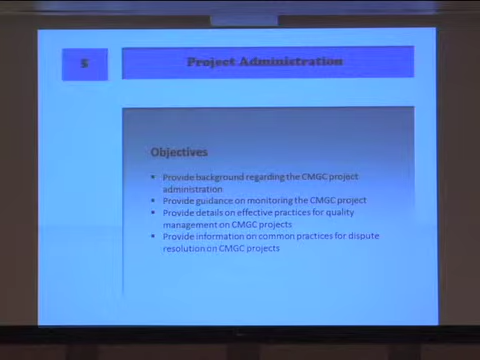 5
Project Administration
Objectives
▪ Provide background regarding the CMGC project
administration
▪ Provide guidance on monitoring the CMGC project
▪ Provide details on effective practices for quality
management on CMGC projects
▪ Provide information on common practices for dispute
resolution on CMGC projects